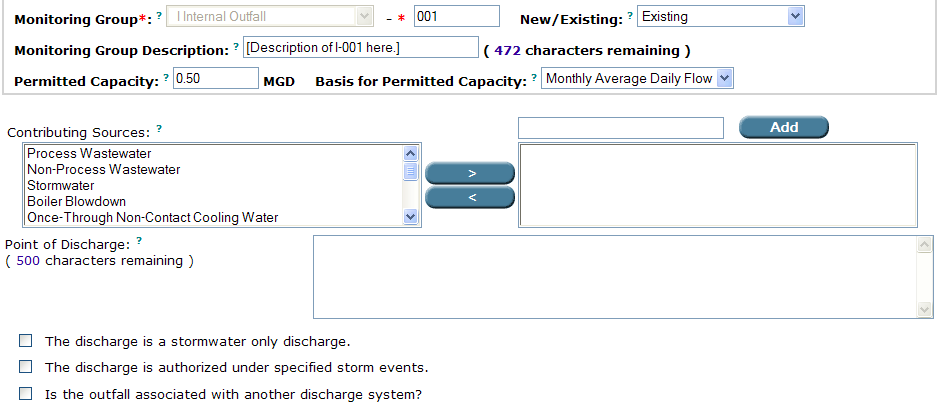 Monitoring Group*: ? I Internal Outfall - * 001 New/Existing: ? Existing
Monitoring Group Description: ? [Description of I-001 here.] ( 472 characters remaining )
Permitted Capacity: ? 0.50 MGD Basis for Permitted Capacity: ? Monthly Average Daily Flow
Contributing Sources: ? Add
Process Wastewater
Non-Process Wastewater
Stormwater
Boiler Blowdown
Once-Through Non-Contact Cooling Water
>
<
Point of Discharge: ?
( 500 characters remaining )
The discharge is a stormwater only discharge.
The discharge is authorized under specified storm events.
Is the outfall associated with another discharge system?